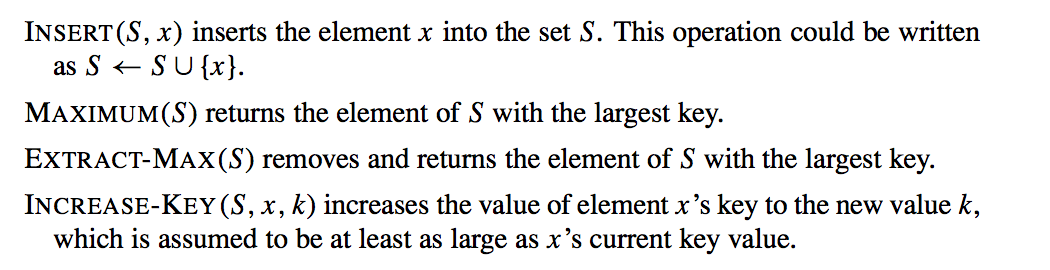 INSERT(S, x) inserts the element x into the set S. This operation could be written
as S ← S ∪ {x}.
MAXIMUM(S) returns the element of S with the largest key.
EXTRACT-MAX(S) removes and returns the element of S with the largest key.
INCREASE-KEY(S, x, k) increases the value of element x’s key to the new value k,
which is assumed to be at least as large as x’s current key value.